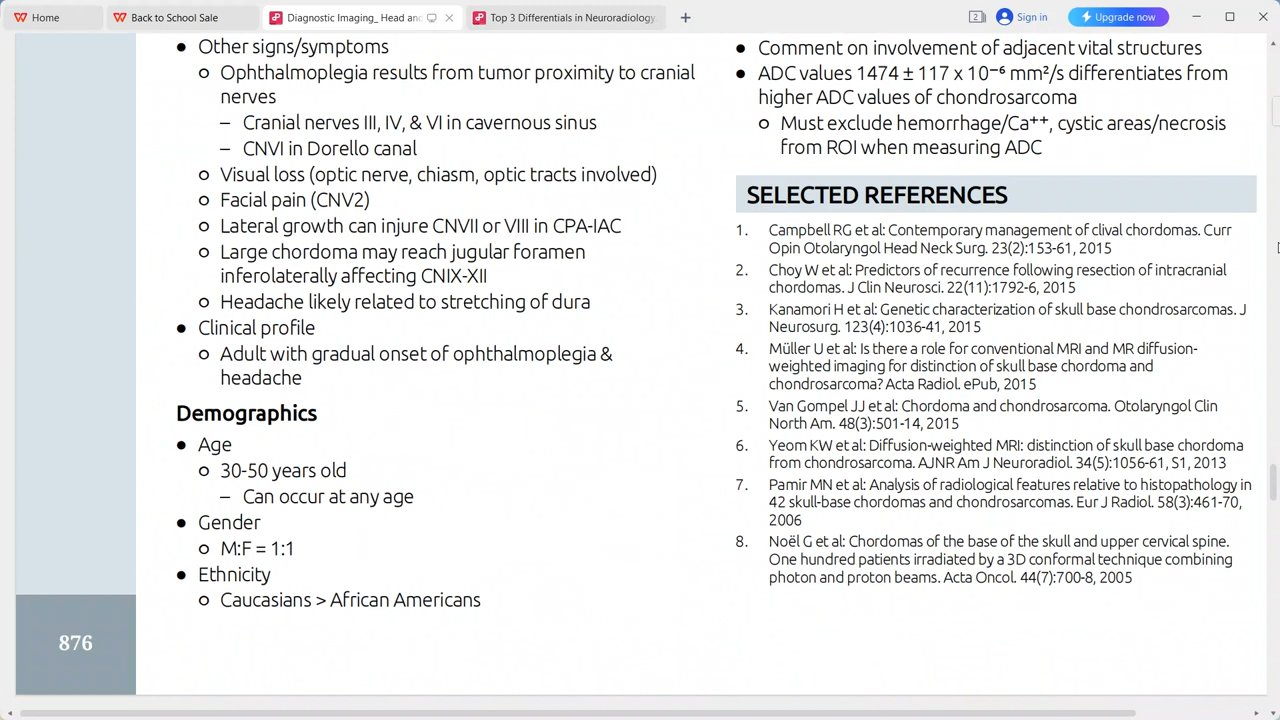 Home
Back to School Sale
Diagnostic Imaging_ Head and
Top 3 Differentials in Neuroradiology.
2
Sign in
Upgrade now
● Other signs/symptoms
○ Ophthalmoplegia results from tumor proximity to cranial
nerves
– Cranial nerves III, IV, & VI in cavernous sinus
– CNVI in Dorello canal
○ Visual loss (optic nerve, chiasm, optic tracts involved)
○ Facial pain (CNV2)
○ Lateral growth can injure CNVII or VIII in CPA-IAC
○ Large chordoma may reach jugular foramen
inferolaterally affecting CNIX-XII
○ Headache likely related to stretching of dura
● Clinical profile
○ Adult with gradual onset of ophthalmoplegia &
headache
Demographics
● Age
○ 30-50 years old
– Can occur at any age
● Gender
○ M:F = 1:1
● Ethnicity
○ Caucasians > African Americans
876
● Comment on involvement of adjacent vital structures
● ADC values 1474 ± 117 x 10⁻⁶ mm²/s differentiates from
higher ADC values of chondrosarcoma
○ Must exclude hemorrhage/Ca⁺⁺, cystic areas/necrosis
from ROI when measuring ADC
SELECTED REFERENCES
1. Campbell RG et al: Contemporary management of clival chordomas. Curr
Opin Otolaryngol Head Neck Surg. 23(2):153-61, 2015
2. Choy W et al: Predictors of recurrence following resection of intracranial
chordomas. J Clin Neurosci. 22(11):1792-6, 2015
3. Kanamori H et al: Genetic characterization of skull base chondrosarcomas. J
Neurosurg. 123(4):1036-41, 2015
4. Müller U et al: Is there a role for conventional MRI and MR diffusion-
weighted imaging for distinction of skull base chordoma and
chondrosarcoma? Acta Radiol. ePub, 2015
5. Van Gompel JJ et al: Chordoma and chondrosarcoma. Otolaryngol Clin
North Am. 48(3):501-14, 2015
6. Yeom KW et al: Diffusion-weighted MRI: distinction of skull base chordoma
from chondrosarcoma. AJNR Am J Neuroradiol. 34(5):1056-61, S1, 2013
7. Pamir MN et al: Analysis of radiological features relative to histopathology in
42 skull-base chordomas and chondrosarcomas. Eur J Radiol. 58(3):461-70,
2006
8. Noël G et al: Chordomas of the base of the skull and upper cervical spine.
One hundred patients irradiated by a 3D conformal technique combining
photon and proton beams. Acta Oncol. 44(7):700-8, 2005